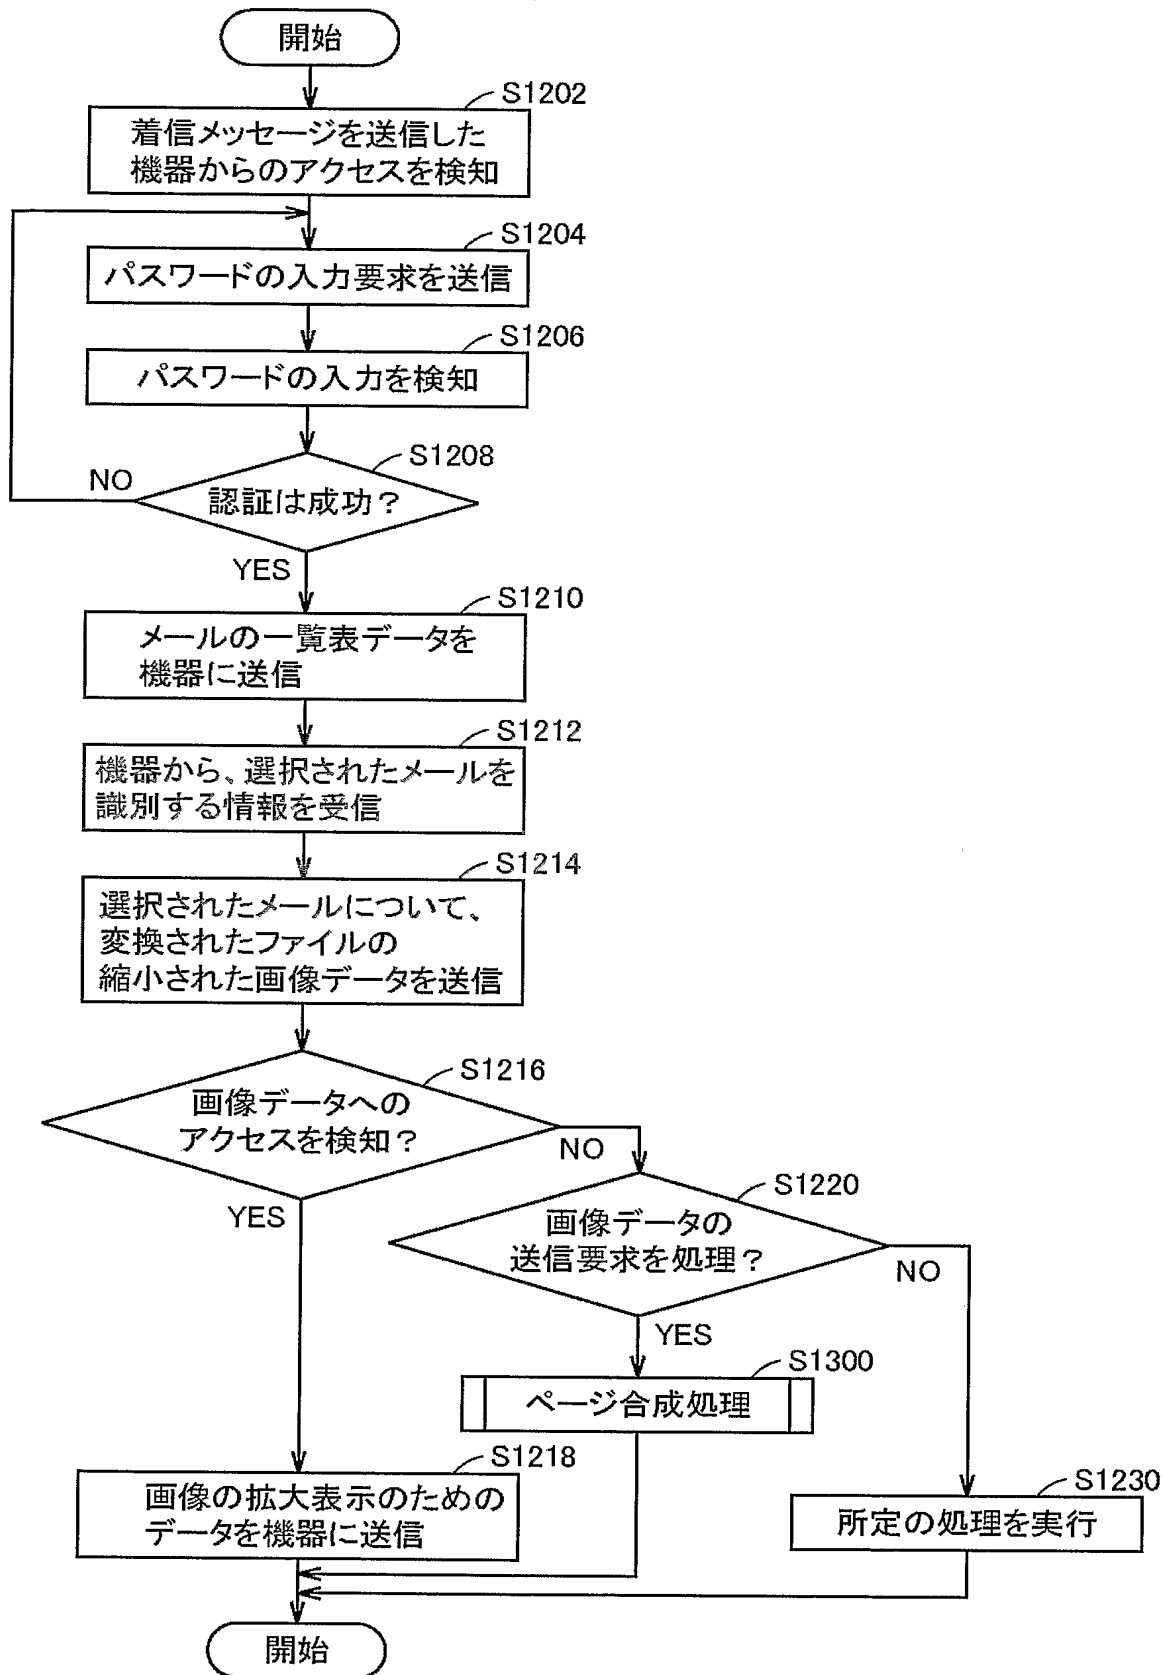 開始
S1202
着信メッセージを送信した
機器からのアクセスを検知
S1204
パスワードの入力要求を送信
S1206
パスワードの入力を検知
S1208
認証は成功？
NO
YES
S1210
メールの一覧表データを
機器に送信
S1212
機器から、選択されたメールを
識別する情報を受信
S1214
選択されたメールについて、
変換されたファイルの
縮小された画像データを送信
S1216
画像データへの
アクセスを検知？
NO
YES
S1220
画像データの
送信要求を処理？
NO
YES
S1300
ページ合成処理
S1218
画像の拡大表示のための
データを機器に送信
S1230
所定の処理を実行
開始